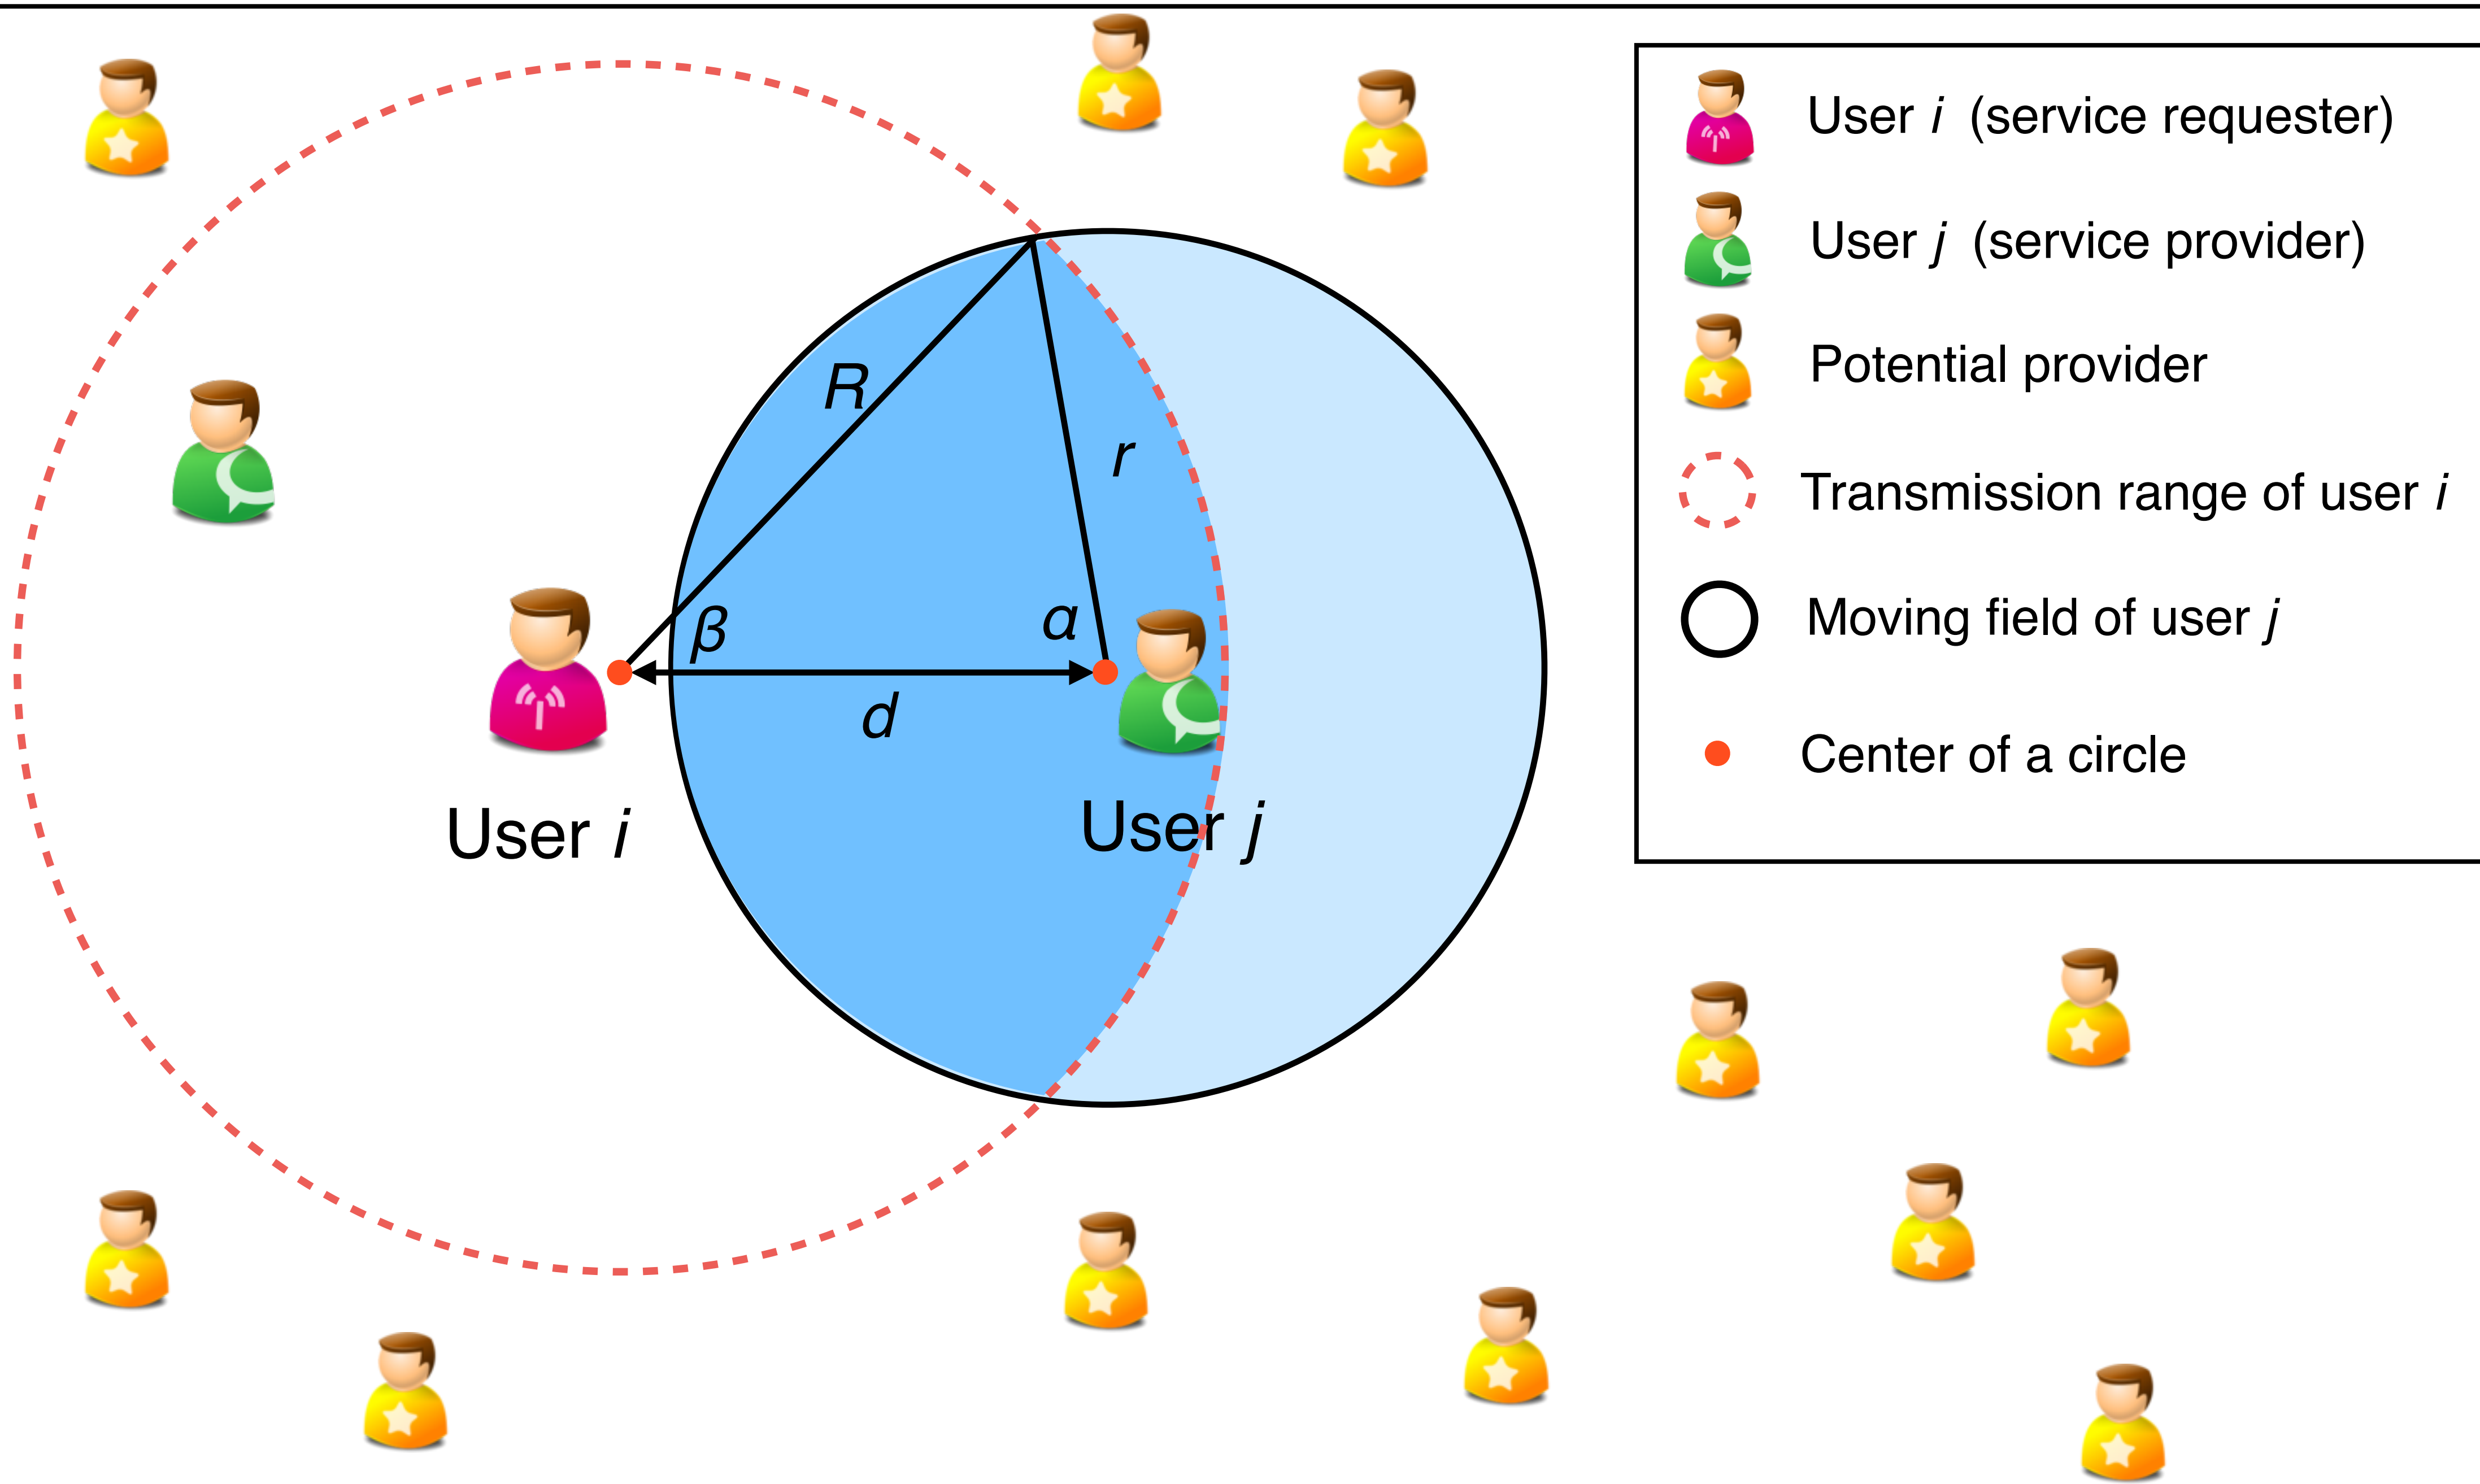 R
r
β
α
d
User i
User j
User i (service requester)
User j (service provider)
Potential provider
Transmission range of user i
Moving field of user j
Center of a circle